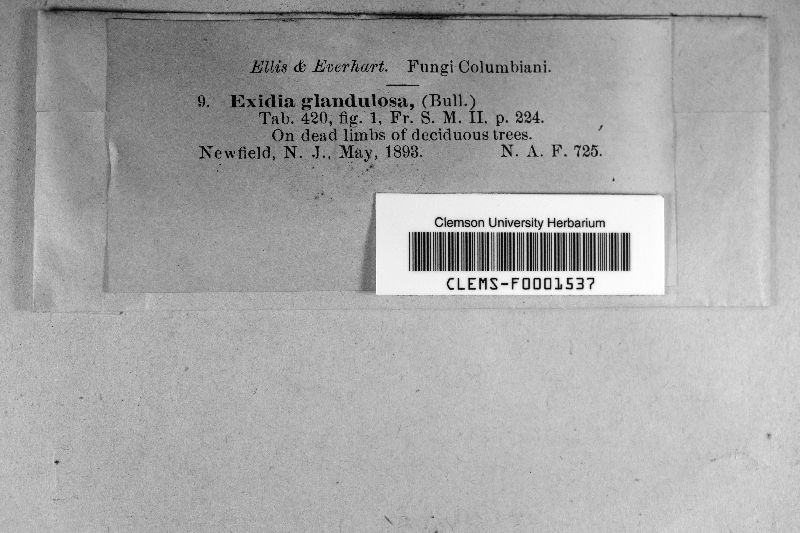 Ellis & Everhart. Fungi Columbiani.
9. Exidia glandulosa, (Bull.)
Tab. 420, fig. 1, Fr. S. M. II, p. 224.
On dead limbs of deciduous trees.
Newfield, N. J., May, 1893. N. A. F. 725.
Clemson University Herbarium
CLEMS-F0001537